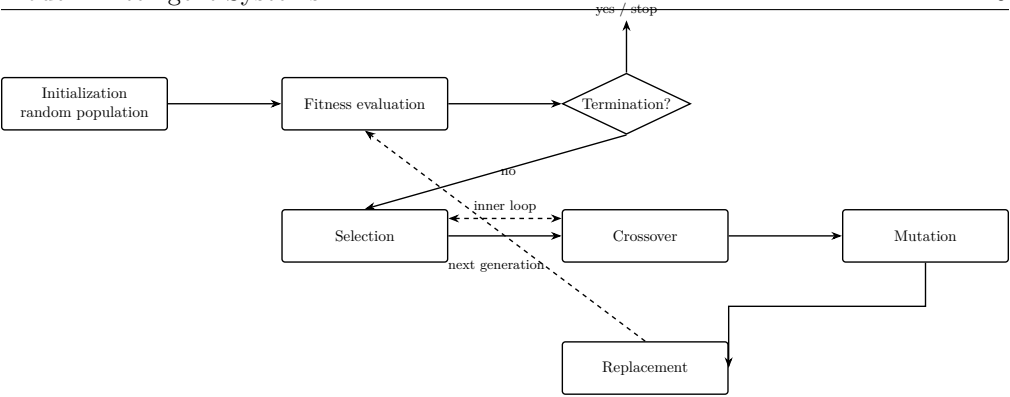 yes / stop
Initialization
random population
Fitness evaluation
Termination?
no
inner loop
Selection
Crossover
Mutation
next generation
Replacement